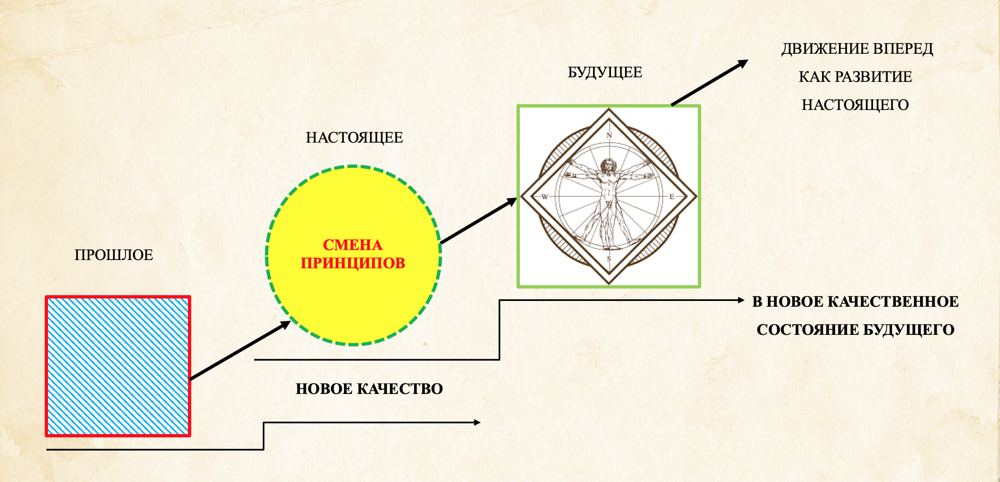 ПРОШЛОЕ
НАСТОЯЩЕЕ
СМЕНА
ПРИНЦИПОВ
НОВОЕ КАЧЕСТВО
БУДУЩЕЕ
N
W
E
S
ДВИЖЕНИЕ ВПЕРЕД
КАК РАЗВИТИЕ
НАСТОЯЩЕГО
В НОВОЕ КАЧЕСТВЕННОЕ
СОСТОЯНИЕ БУДУЩЕГО